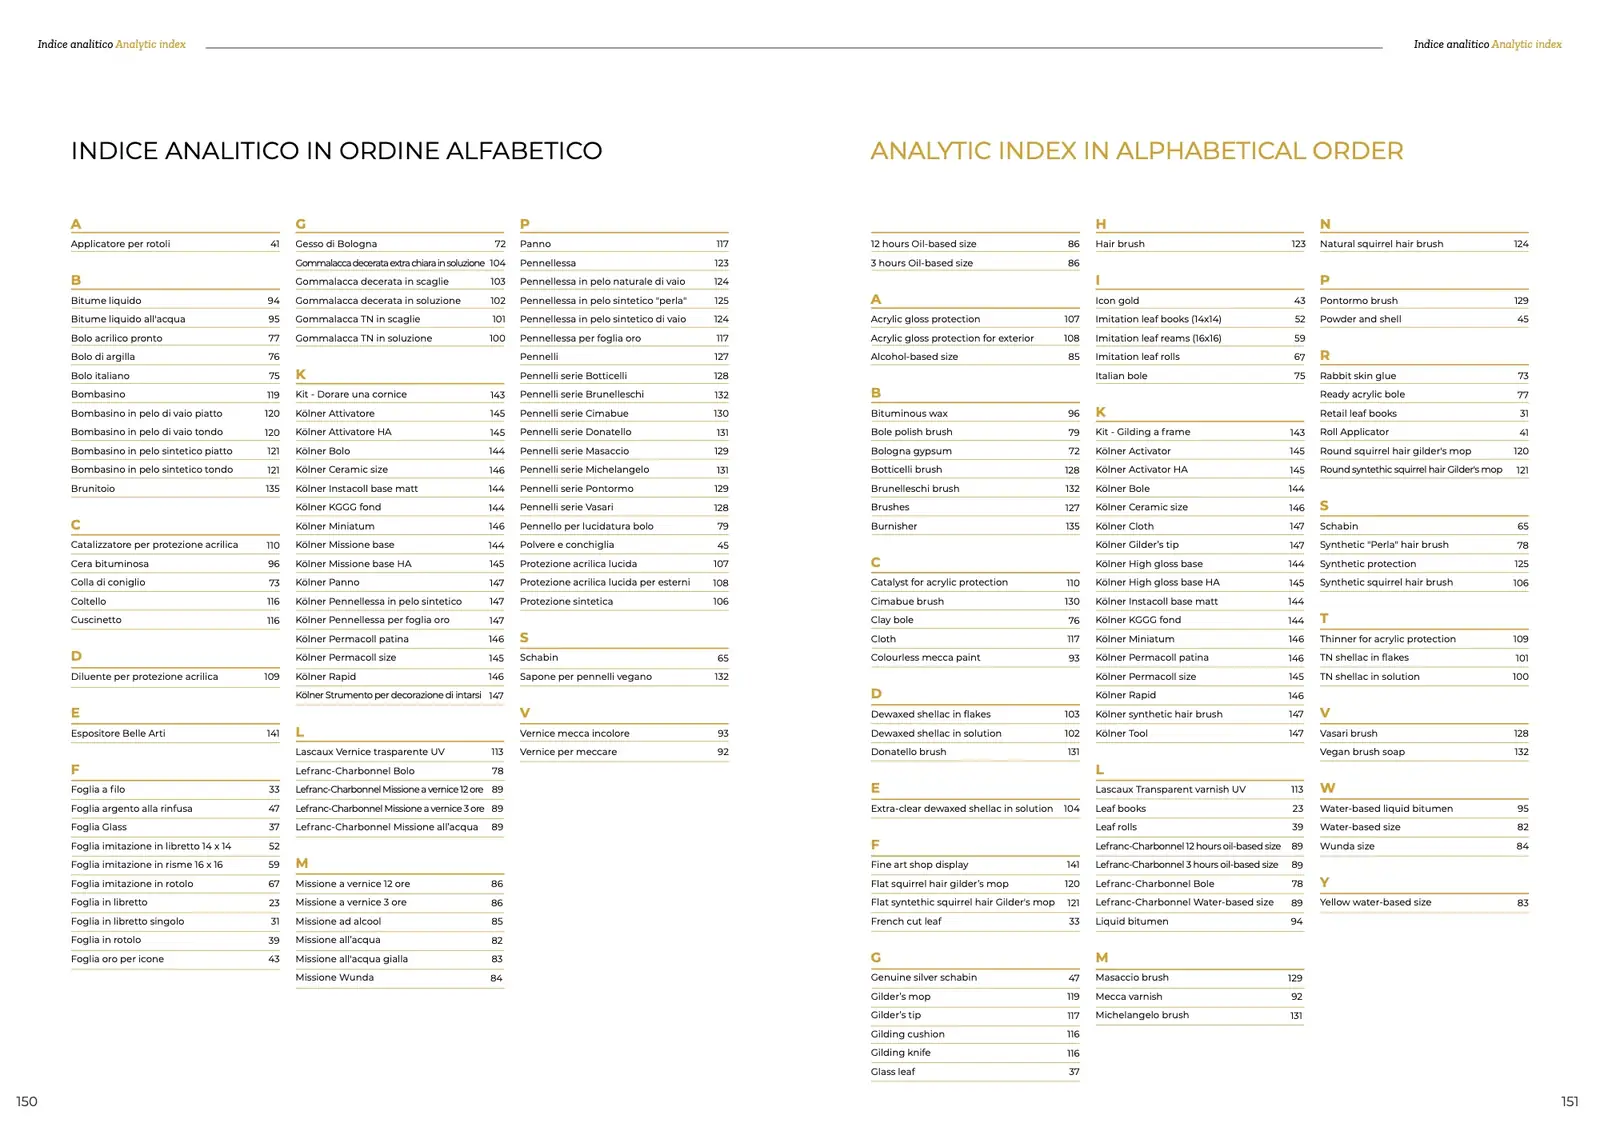 Indice analitico Analytic index
Indice analitico Analytic index
INDICE ANALITICO IN ORDINE ALFABETICO
A
Applicatore per rotoli 41
B
Bitume liquido 94
Bitume liquido all'acqua 95
Bolo acrilico pronto 77
Bolo di argilla 76
Bolo italiano 75
Bombasino 119
Bombasino in pelo di vaio piatto 120
Bombasino in pelo di vaio tondo 120
Bombasino in pelo sintetico piatto 121
Bombasino in pelo sintetico tondo 121
Brunitoio 135
C
Catalizzatore per protezione acrilica 110
Cera bituminosa 96
Colla di coniglio 73
Coltello 116
Cuscinetto 116
D
Diluente per protezione acrilica 109
E
Espositore Belle Arti 141
F
Foglia a filo 33
Foglia argento alla rinfusa 47
Foglia Glass 37
Foglia imitazione in libretto 14 x 14 52
Foglia imitazione in risme 16 x 16 59
Foglia imitazione in rotolo 67
Foglia in libretto 23
Foglia in libretto singolo 31
Foglia in rotolo 39
Foglia oro per icone 43
G
Gesso di Bologna 72
Gommalacca decerata extra chiara in soluzione 104
Gommalacca decerata in scaglie 103
Gommalacca decerata in soluzione 102
Gommalacca TN in scaglie 101
Gommalacca TN in soluzione 100
K
Kit - Dorare una cornice 143
Kölner Attivatore 145
Kölner Attivatore HA 145
Kölner Bolo 144
Kölner Ceramic size 146
Kölner Instacoll base matt 144
Kölner KGGG fond 144
Kölner Miniatum 146
Kölner Missione base 144
Kölner Missione base HA 145
Kölner Panno 147
Kölner Pennellessa in pelo sintetico 147
Kölner Pennellessa per foglia oro 147
Kölner Permacoll patina 146
Kölner Permacoll size 145
Kölner Rapid 146
Kölner Strumento per decorazione di intarsi 147
L
Lascaux Vernice trasparente UV 113
Lefranc-Charbonnel Bolo 78
Lefranc-Charbonnel Missione a vernice 12 ore 89
Lefranc-Charbonnel Missione a vernice 3 ore 89
Lefranc-Charbonnel Missione all'acqua 89
M
Missione a vernice 12 ore 86
Missione a vernice 3 ore 86
Missione ad alcool 85
Missione all'acqua 82
Missione all'acqua gialla 83
Missione Wunda 84
P
Panno 117
Pennellessa 123
Pennellessa in pelo naturale di vaio 124
Pennellessa in pelo sintetico "perla" 125
Pennellessa in pelo sintetico di vaio 124
Pennellessa per foglia oro 117
Pennelli 127
Pennelli serie Botticelli 128
Pennelli serie Brunelleschi 132
Pennelli serie Cimabue 130
Pennelli serie Donatello 131
Pennelli serie Masaccio 129
Pennelli serie Michelangelo 131
Pennelli serie Pontormo 129
Pennelli serie Vasari 128
Pennello per lucidatura bolo 79
Polvere e conchiglia 45
Protezione acrilica lucida 107
Protezione acrilica lucida per esterni 108
Protezione sintetica 106
S
Schabin 65
Sapone per pennelli vegano 132
V
Vernice mecca incolore 93
Vernice per meccare 92
150
ANALYTIC INDEX IN ALPHABETICAL ORDER
12 hours Oil-based size 86
3 hours Oil-based size 86
A
Acrylic gloss protection 107
Acrylic gloss protection for exterior 108
Alcohol-based size 85
B
Bituminous wax 96
Bole polish brush 79
Bologna gypsum 72
Botticelli brush 128
Brunelleschi brush 132
Brushes 127
Burnisher 135
C
Catalyst for acrylic protection 110
Cimabue brush 130
Clay bole 76
Cloth 117
Colourless mecca paint 93
D
Dewaxed shellac in flakes 103
Dewaxed shellac in solution 102
Donatello brush 131
E
Extra-clear dewaxed shellac in solution 104
F
Fine art shop display 141
Flat squirrel hair gilder's mop 120
Flat syntethic squirrel hair Gilder's mop 121
French cut leaf 33
G
Genuine silver schabin 47
Gilder's mop 119
Gilder's tip 117
Gilding cushion 116
Gilding knife 116
Glass leaf 37
H
Hair brush 123
I
Icon gold 43
Imitation leaf books (14x14) 52
Imitation leaf reams (16x16) 59
Imitation leaf rolls 67
Italian bole 75
K
Kit - Gilding a frame 143
Kölner Activator 145
Kölner Activator HA 145
Kölner Bole 144
Kölner Ceramic size 146
Kölner Cloth 147
Kölner Gilder's tip 147
Kölner High gloss base 144
Kölner High gloss base HA 145
Kölner Instacoll base matt 144
Kölner KGGG fond 144
Kölner Miniatum 146
Kölner Permacoll patina 146
Kölner Permacoll size 145
Kölner Rapid 146
Kölner synthetic hair brush 147
Kölner Tool 147
L
Lascaux Transparent varnish UV 113
Leaf books 23
Leaf rolls 39
Lefranc-Charbonnel 12 hours oil-based size 89
Lefranc-Charbonnel 3 hours oil-based size 89
Lefranc-Charbonnel Bole 78
Lefranc-Charbonnel Water-based size 89
Liquid bitumen 94
M
Masaccio brush 129
Mecca varnish 92
Michelangelo brush 131
N
Natural squirrel hair brush 124
P
Pontormo brush 129
Powder and shell 45
R
Rabbit skin glue 73
Ready acrylic bole 77
Retail leaf books 31
Roll Applicator 41
Round squirrel hair gilder's mop 120
Round syntethic squirrel hair Gilder's mop 121
S
Schabin 65
Synthetic "Perla" hair brush 78
Synthetic protection 125
Synthetic squirrel hair brush 106
T
Thinner for acrylic protection 109
TN shellac in flakes 101
TN shellac in solution 100
V
Vasari brush 128
Vegan brush soap 132
W
Water-based liquid bitumen 95
Water-based size 82
Wunda size 84
Y
Yellow water-based size 83
151